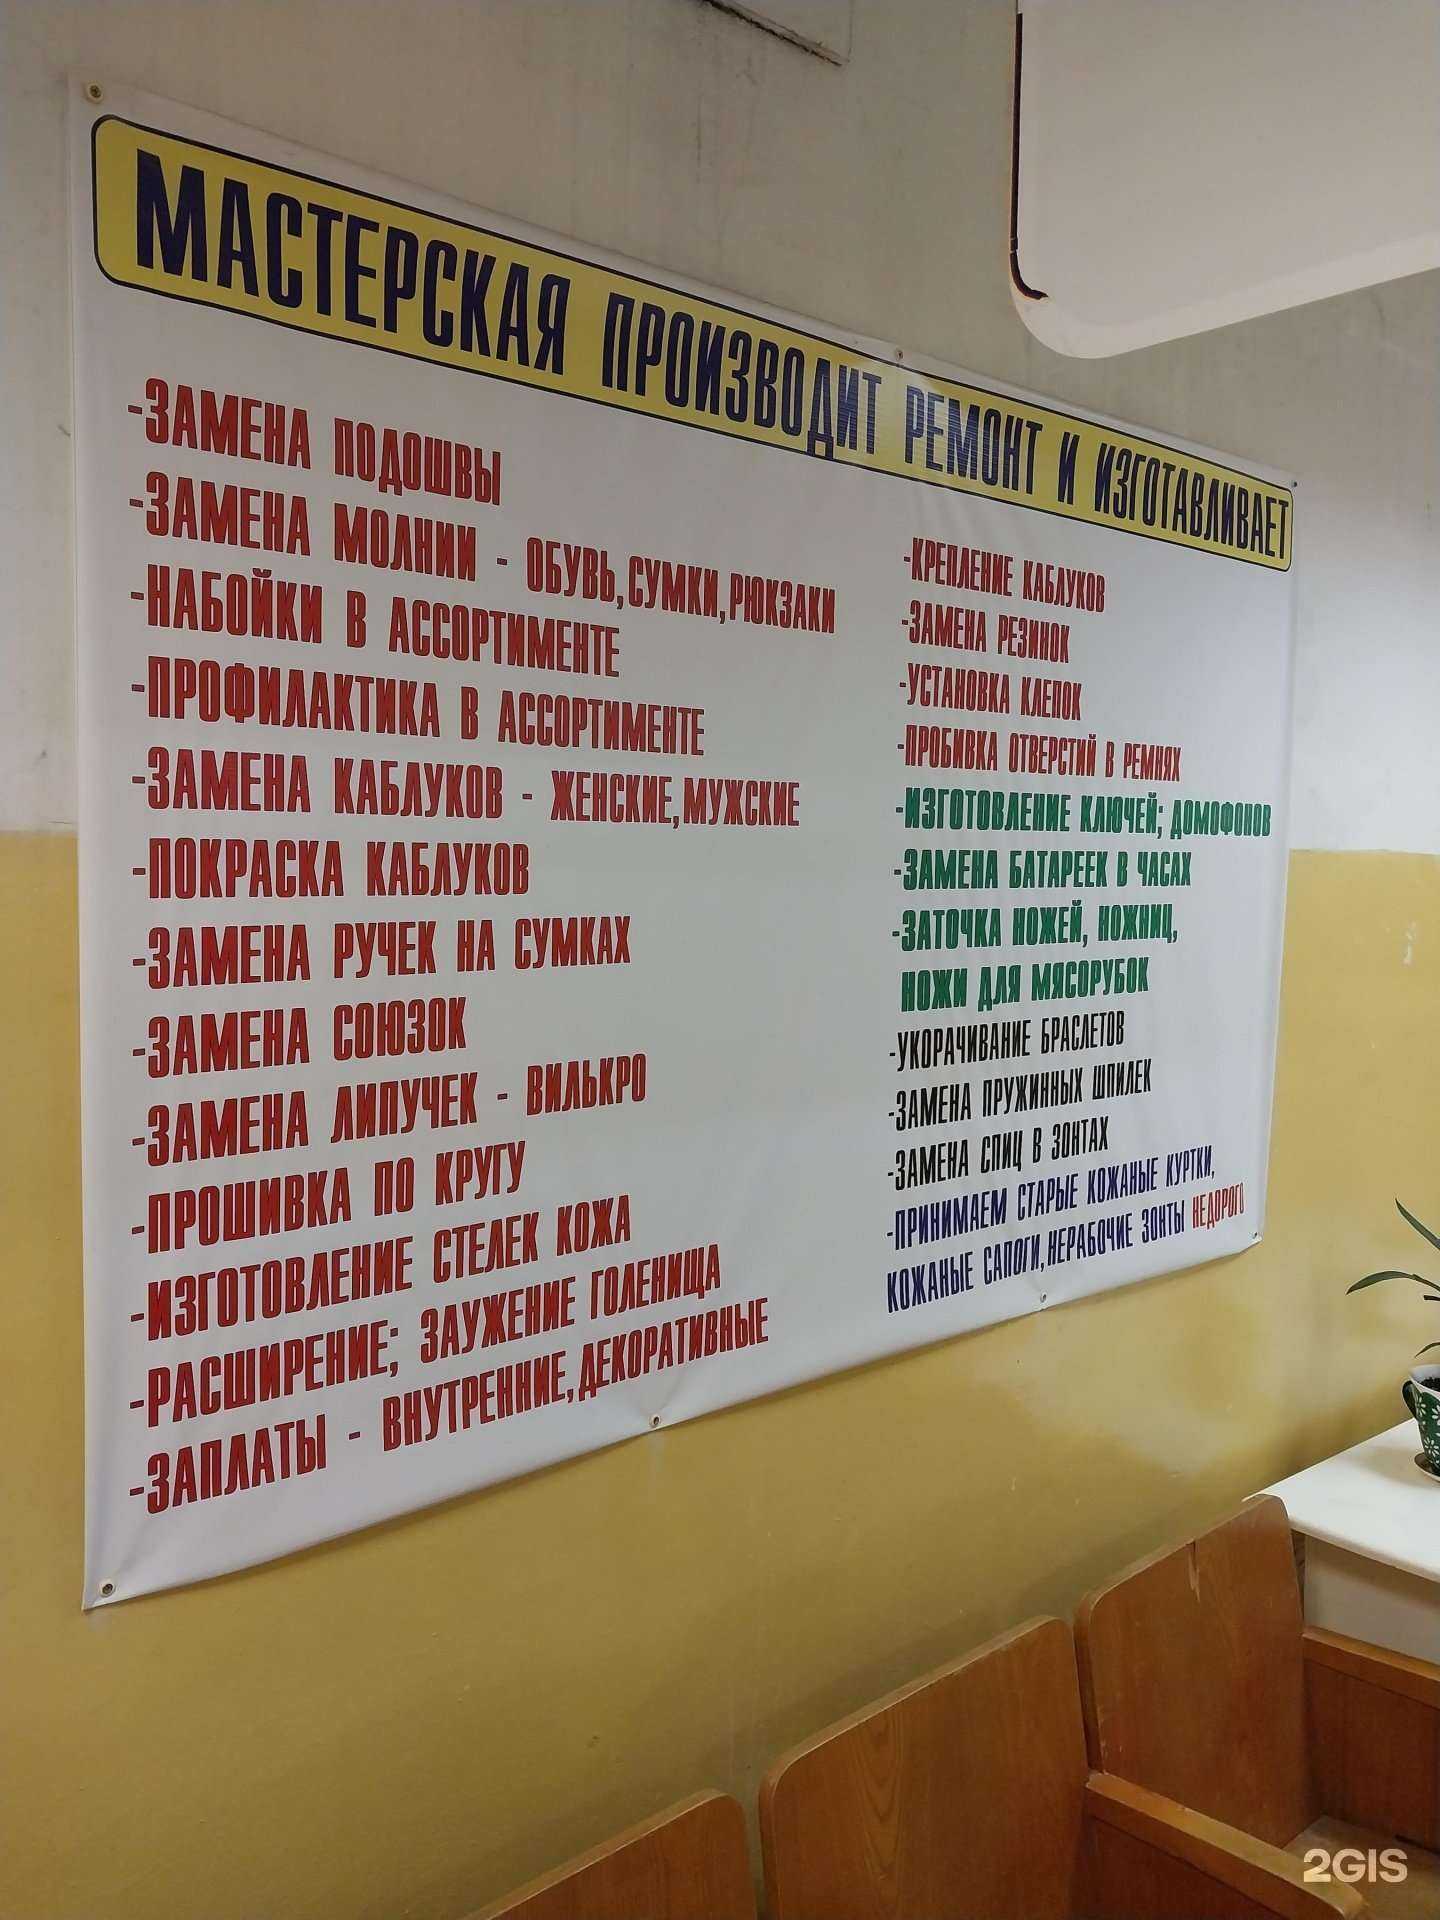 МАСТЕРСКАЯ ПРОИЗВОДИТ РЕМОНТ И ИЗГОТАВЛИВАЕТ
-ЗАМЕНА ПОДОШВЫ
-ЗАМЕНА МОЛНИИ - ОБУВЬ,СУМКИ,РЮКЗАКИ
-НАБОЙКИ В АССОРТИМЕНТЕ
-ПРОФИЛАКТИКА В АССОРТИМЕНТЕ
-ЗАМЕНА КАБЛУКОВ - ЖЕНСКИЕ,МУЖСКИЕ
-ПОКРАСКА КАБЛУКОВ
-ЗАМЕНА РУЧЕК НА СУМКАХ
-ЗАМЕНА СОЮЗОК
-ЗАМЕНА ЛИПУЧЕК - ВИЛЬКРО
-ПРОШИВКА ПО КРУГУ
-ИЗГОТОВЛЕНИЕ СТЕЛЕК КОЖА
-РАСШИРЕНИЕ; ЗАУЖЕНИЕ ГОЛЕНИЩА
-ЗАПЛАТЫ - ВНУТРЕННИЕ,ДЕКОРАТИВНЫЕ
-КРЕПЛЕНИЕ КАБЛУКОВ
-ЗАМЕНА РЕЗИНОК
-УСТАНОВКА КЛЕПОК
-ПРОБИВКА ОТВЕРСТИЙ В РЕМНЯХ
-ИЗГОТОВЛЕНИЕ КЛЮЧЕЙ; ДОМОФОНОВ
-ЗАМЕНА БАТАРЕЕК В ЧАСАХ
-ЗАТОЧКА НОЖЕЙ, НОЖНИЦ,
НОЖИ ДЛЯ МЯСОРУБОК
-УКОРАЧИВАНИЕ БРАСЛЕТОВ
-ЗАМЕНА ПРУЖИННЫХ ШПИЛЕК
-ЗАМЕНА СПИЦ В ЗОНТАХ
-ПРИНИМАЕМ СТАРЫЕ КОЖАНЫЕ КУРТКИ,
КОЖАНЫЕ САПОГИ,НЕРАБОЧИЕ ЗОНТЫ НЕДОРОГО
2GIS